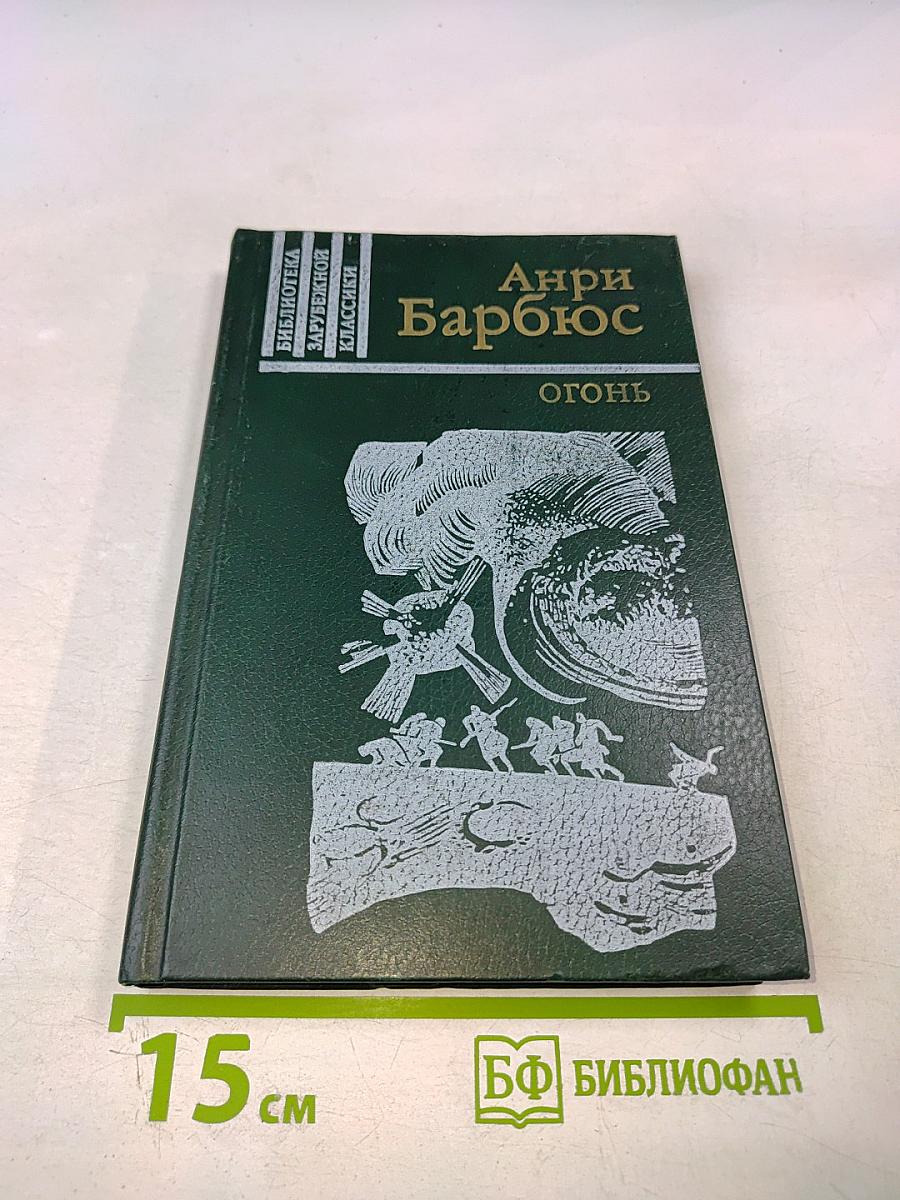 БИБЛИОТЕКА
ЗАРУБЕЖНОЙ
КЛАССИКИ
Анри
Барбюс
огонь
15 см
БФ БИБЛИОФАН